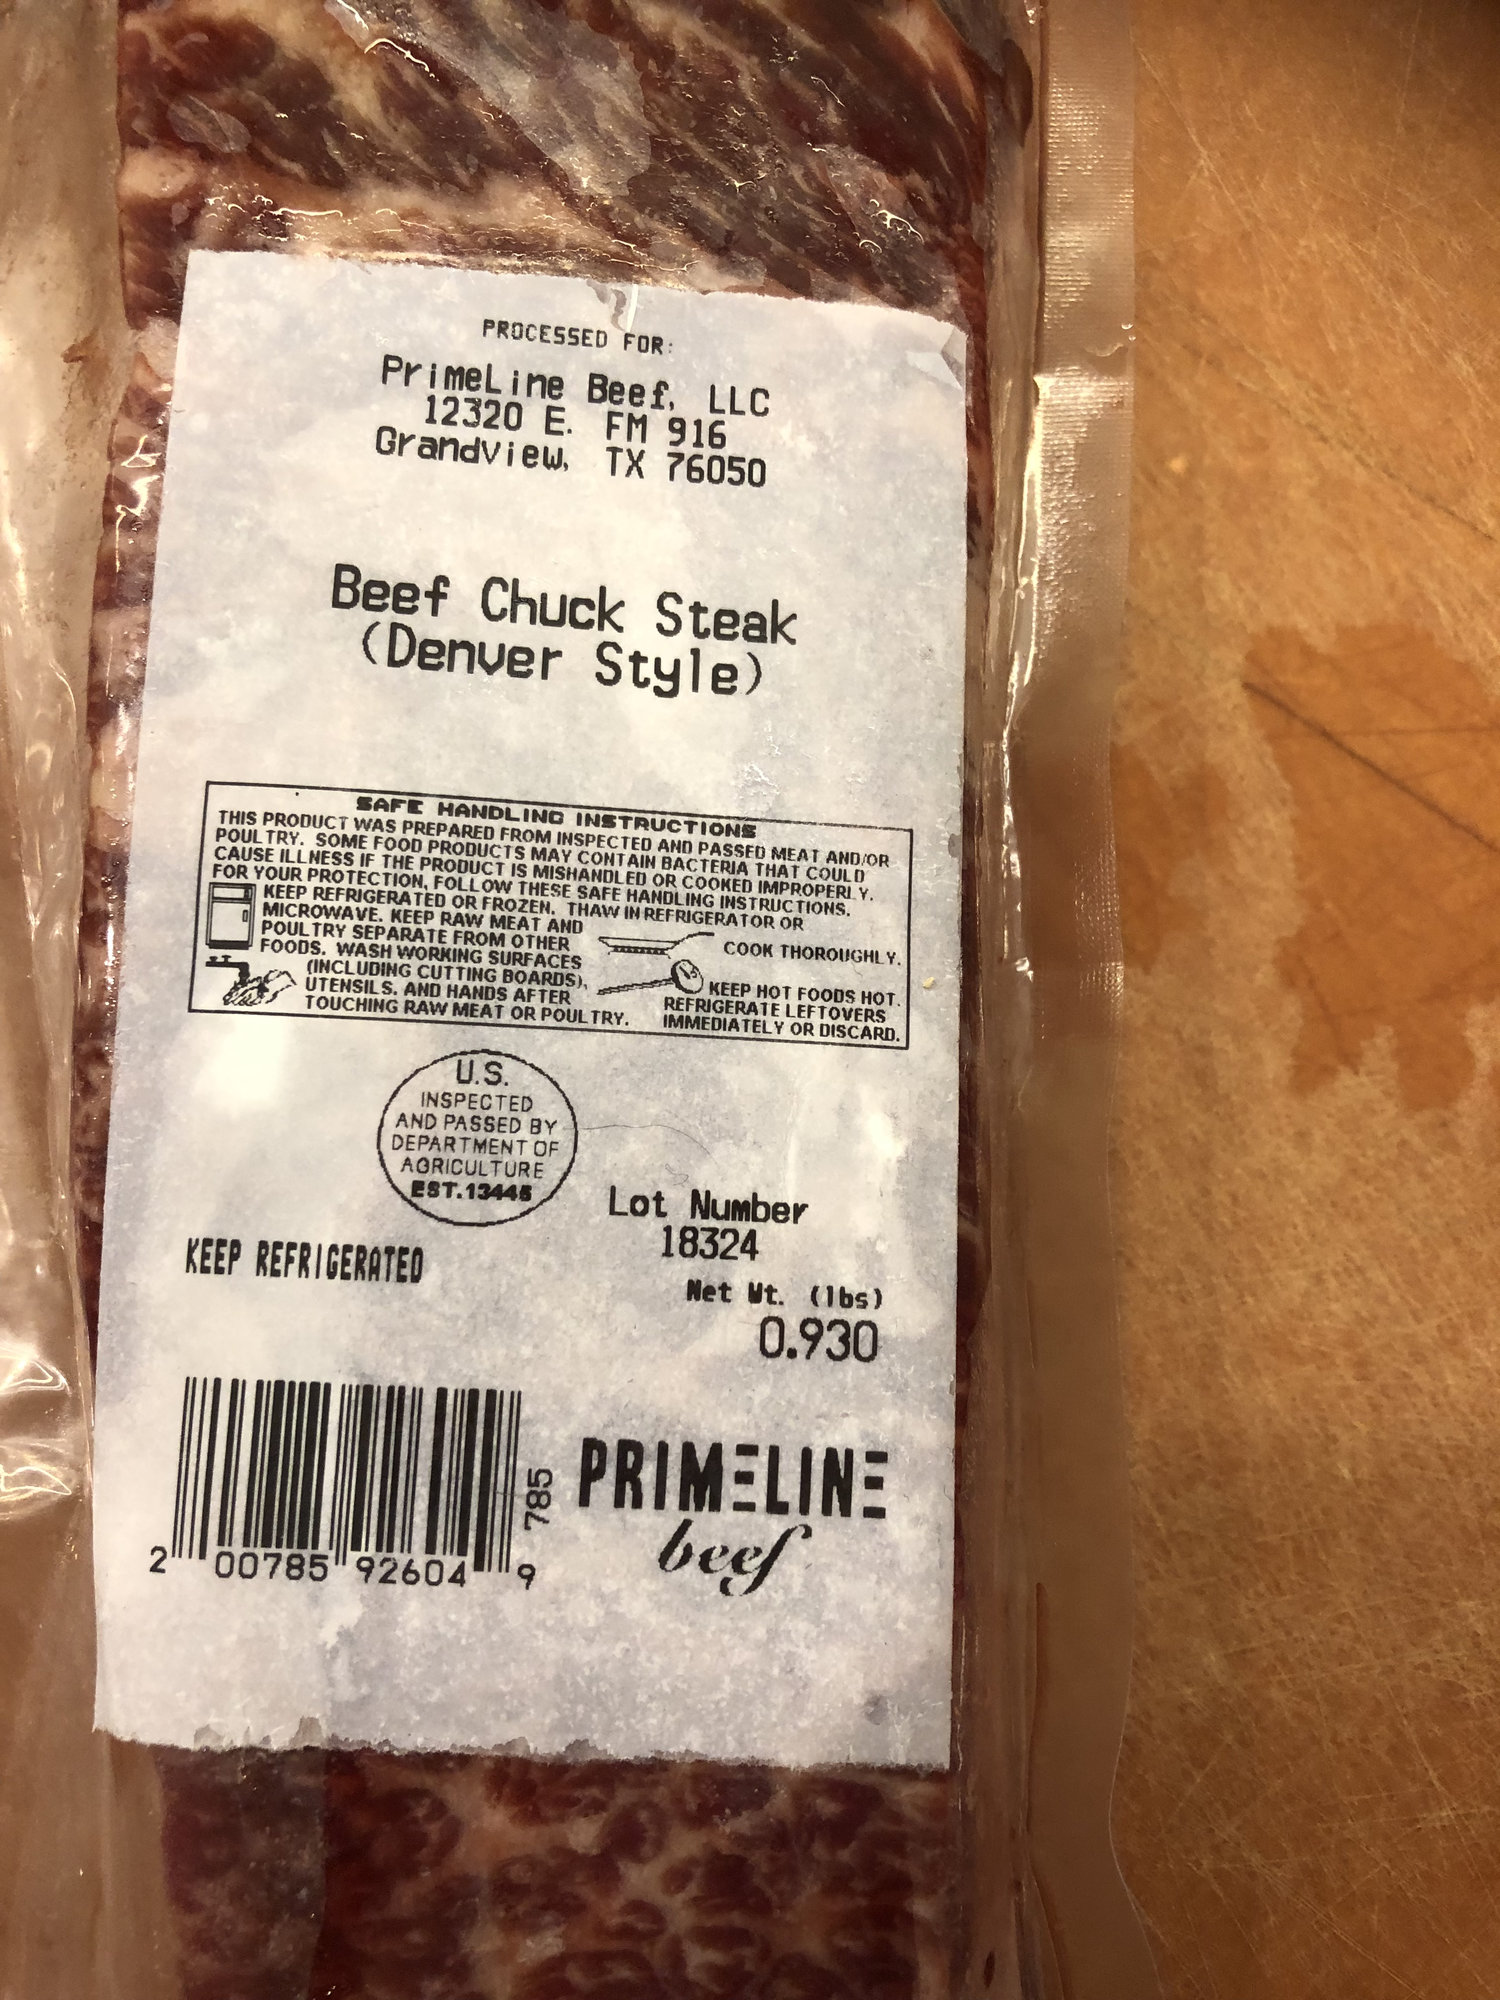 PROCESSED FOR:
PrimeLine Beef, LLC
12320 E. FM 916
Grandview, TX 76050
Beef Chuck Steak
(Denver Style)
SAFE HANDLING INSTRUCTIONS
THIS PRODUCT WAS PREPARED FROM INSPECTED AND PASSED MEAT AND/OR
POULTRY. SOME FOOD PRODUCTS MAY CONTAIN BACTERIA THAT COULD
CAUSE ILLNESS IF THE PRODUCT IS MISHANDLED OR COOKED IMPROPERLY.
FOR YOUR PROTECTION, FOLLOW THESE SAFE HANDLING INSTRUCTIONS.
KEEP REFRIGERATED OR FROZEN. THAW IN REFRIGERATOR OR
MICROWAVE. KEEP RAW MEAT AND
POULTRY SEPARATE FROM OTHER
FOODS. WASH WORKING SURFACES
(INCLUDING CUTTING BOARDS),
UTENSILS, AND HANDS AFTER
TOUCHING RAW MEAT OR POULTRY.
COOK THOROUGHLY.
KEEP HOT FOODS HOT.
REFRIGERATE LEFTOVERS
IMMEDIATELY OR DISCARD.
U.S.
INSPECTED
AND PASSED BY
DEPARTMENT OF
AGRICULTURE
EST.13445
Lot Number
18324
KEEP REFRIGERATED
Net Wt. (lbs)
0.930
785
2 00785 92604 9
PRIMELINE
beef